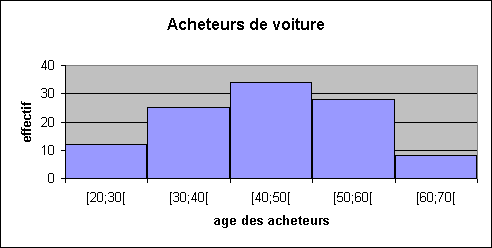 Acheteurs de voiture
effectif
40
30
20
10
0
[20;30[ [30;40[ [40;50[ [50;60[ [60;70[
age des acheteurs